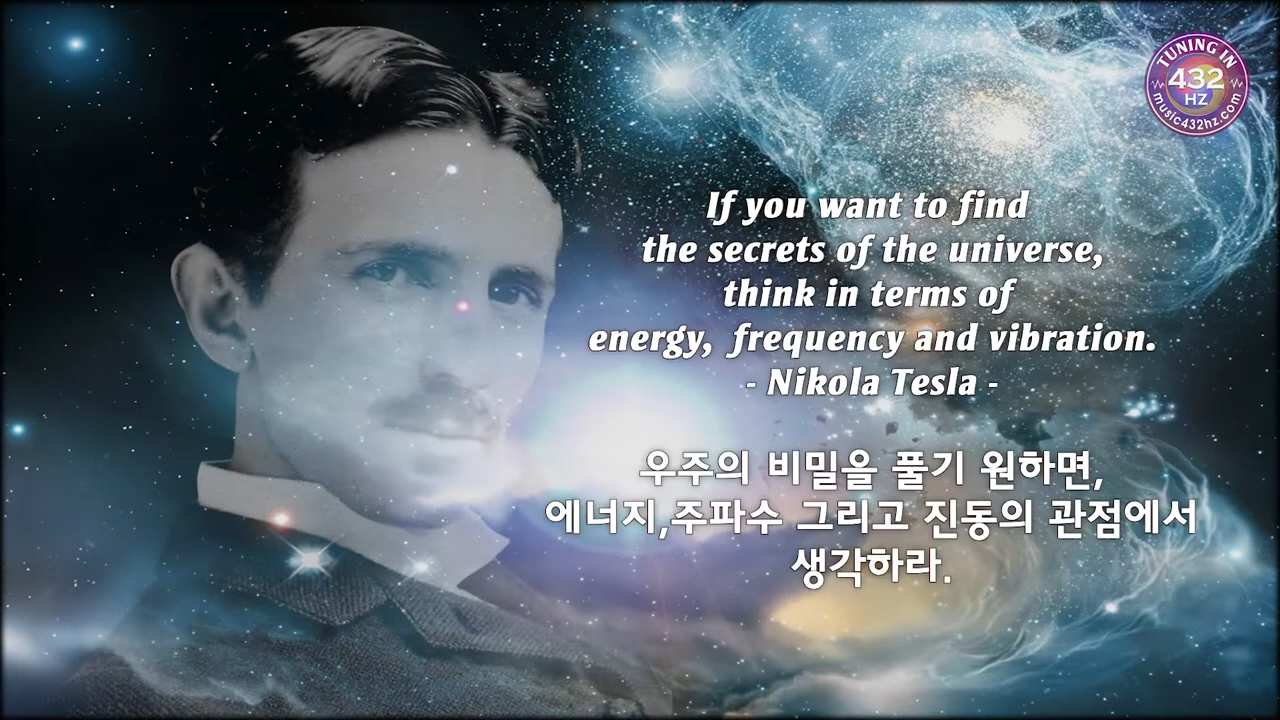 TUNING IN
432
HZ
music432hz.com
If you want to find
the secrets of the universe,
think in terms of
energy, frequency and vibration.
- Nikola Tesla -
우주의 비밀을 풀기 원하면,
에너지,주파수 그리고 진동의 관점에서
생각하라.